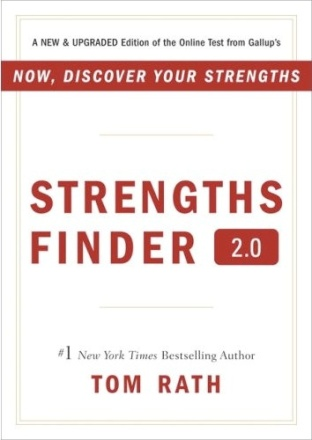 A NEW & UPGRADED Edition of the Online Test from Gallup's
NOW, DISCOVER YOUR STRENGTHS
STRENGTHS
FINDER 2.0
#1 New York Times Bestselling Author
TOM RATH